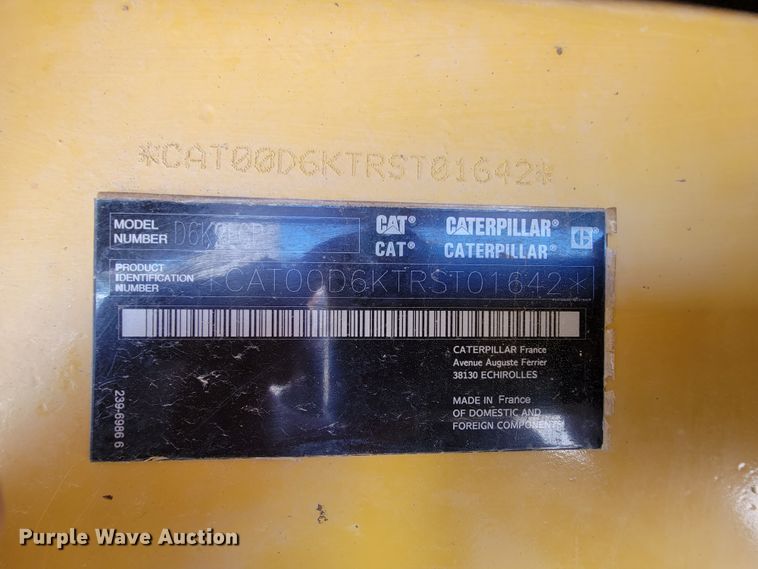 *CAT00D6KTRST01642*
MODEL NUMBER
CAT® CATERPILLAR®
CAT® CATERPILLAR®
PRODUCT IDENTIFICATION NUMBER *CAT00D6KTRST01642*
CATERPILLAR France
Avenue Auguste Ferrier
38130 ECHIROLLES
MADE IN France
OF DOMESTIC AND
FOREIGN COMPONENTS
239-6986 6
Purple Wave Auction